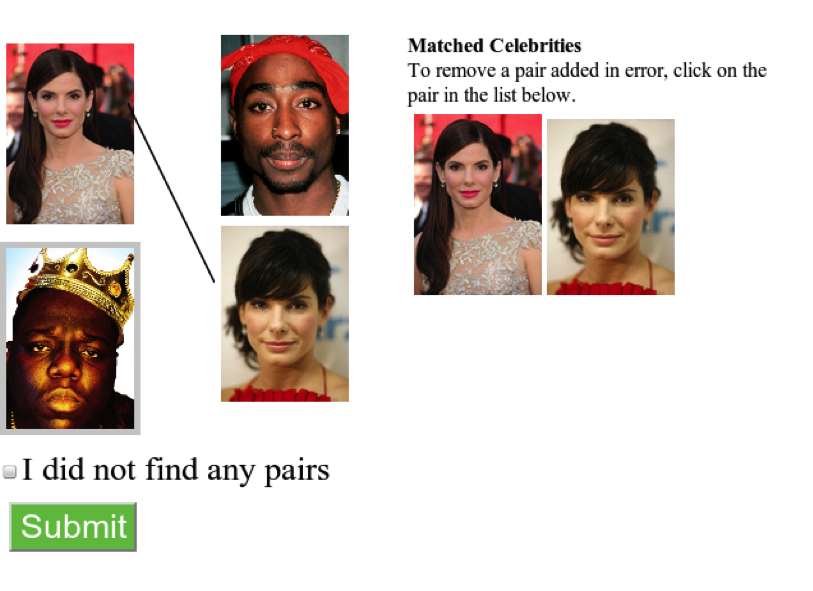 Matched Celebrities
To remove a pair added in error, click on the
pair in the list below.
I did not find any pairs
Submit